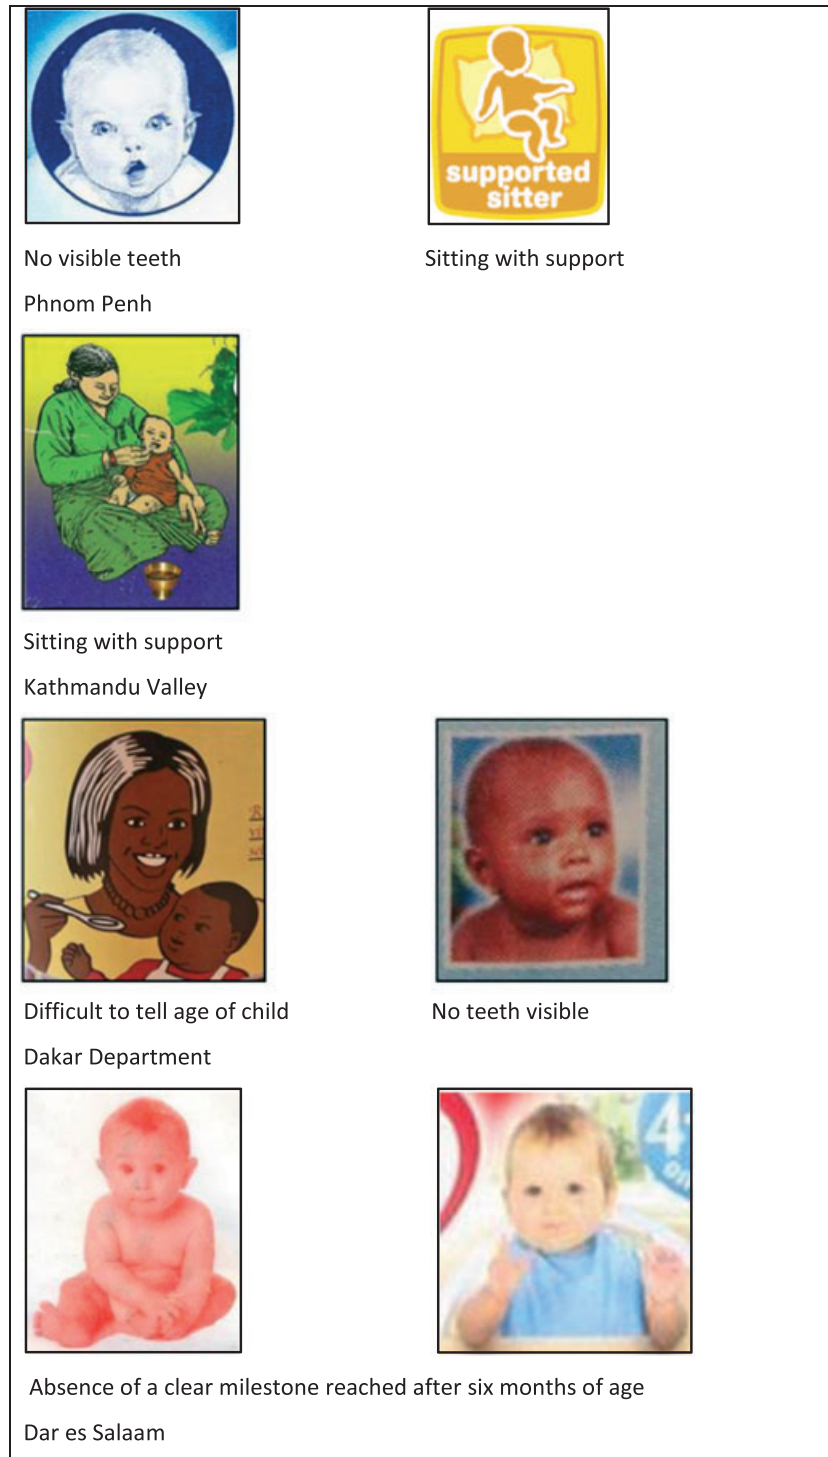 supported
sitter
No visible teeth
Sitting with support
Phnom Penh
Sitting with support
Kathmandu Valley
Difficult to tell age of child
No teeth visible
Dakar Department
4
Absence of a clear milestone reached after six months of age
Dar es Salaam